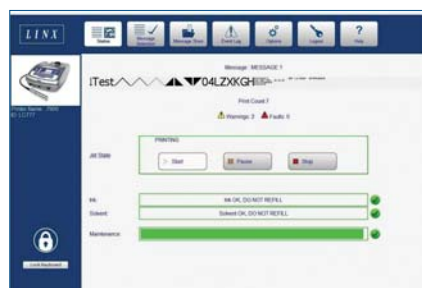 LINX
Status
Message Selection
Message Store
Event Log
Options
Logout
Help
Message: MESSAGE 1
iTest
04LZXKGH
Print Count:7
Warnings: 2 Faults: 0
Job State
PRINTING
Start
Pause
Stop
Ink:
Ink OK, DO NOT REFILL
Solvent:
Solvent OK, DO NOT REFILL
Maintenance:
Lock Keyboard